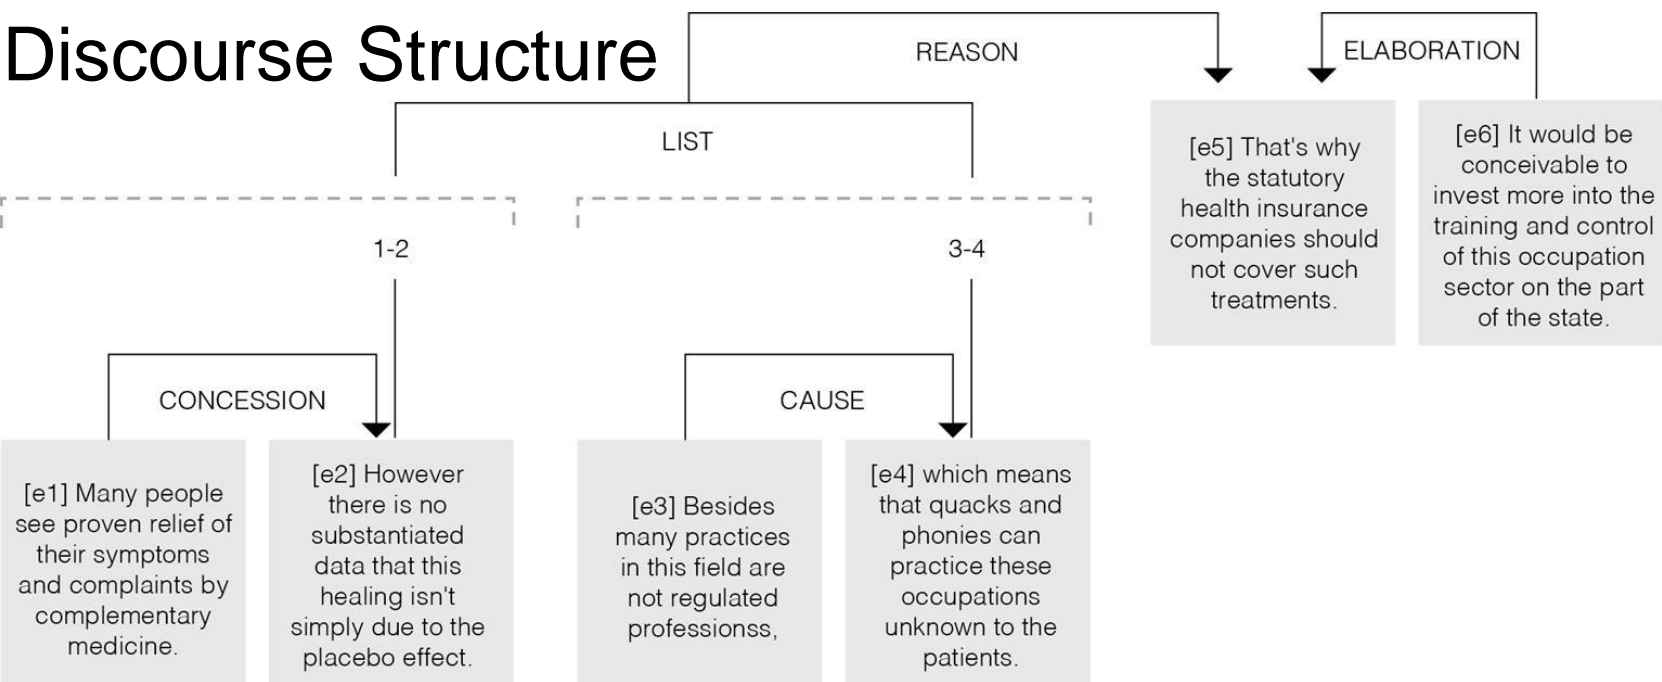 Discourse Structure
REASON
ELABORATION
LIST
[e5] That's why
the statutory
health insurance
companies should
not cover such
treatments.
[e6] It would be
conceivable to
invest more into the
training and control
of this occupation
sector on the part
of the state.
1-2
3-4
CONCESSION
CAUSE
[e1] Many people
see proven relief of
their symptoms
and complaints by
complementary
medicine.
[e2] However
there is no
substantiated
data that this
healing isn't
simply due to the
placebo effect.
[e3] Besides
many practices
in this field are
not regulated
professionss,
[e4] which means
that quacks and
phonies can
practice these
occupations
unknown to the
patients.